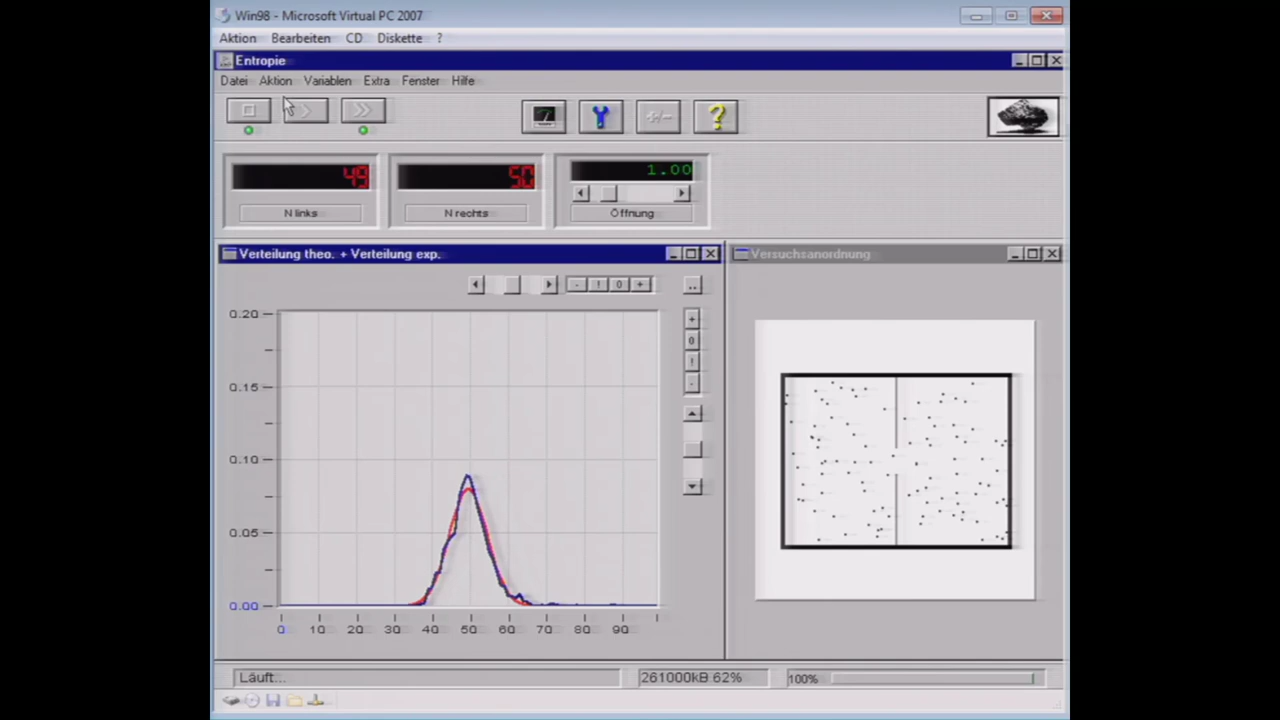 Win98 - Microsoft Virtual PC 2007
Aktion Bearbeiten CD Diskette ?
Entropie
Datei Aktion Variablen Extra Fenster Hilfe
+/- ?
49 50 1.00
N links N rechts Öffnung
Verteilung theo. + Verteilung exp.
Versuchsanordnung
- ! 0 + ..
+
0
!
-
0.20
0.15
0.10
0.05
0.00
0 10 20 30 40 50 60 70 80 90
Läuft... 261000kB 62% 100%